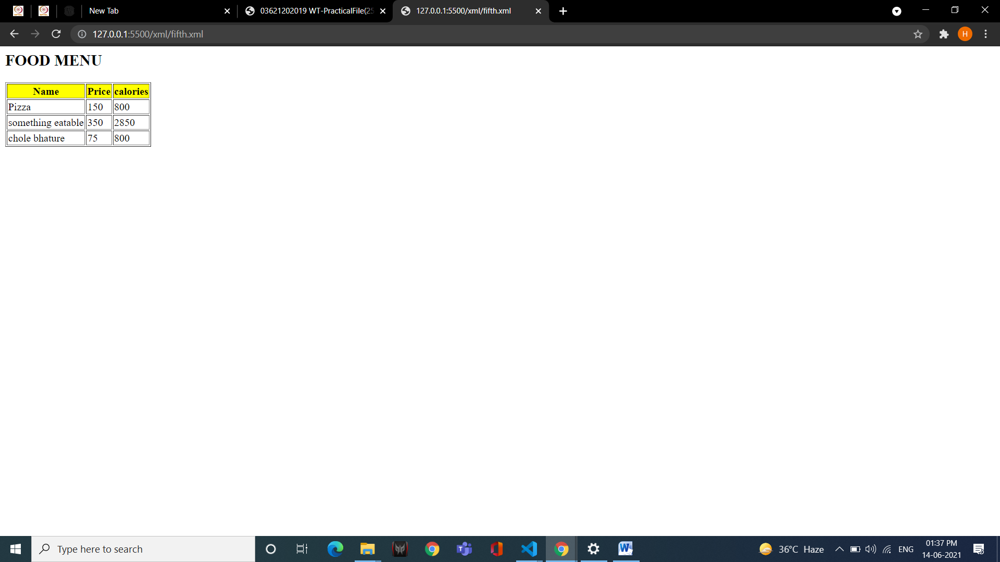 New Tab
03621202019 WT-PracticalFile(25
127.0.0.1:5500/xml/fifth.xml
127.0.0.1:5500/xml/fifth.xml
H
FOOD MENU
Name Price calories
Pizza 150 800
something eatable 350 2850
chole bhature 75 800
Type here to search
36°C Haze
ENG
01:37 PM
14-06-2021